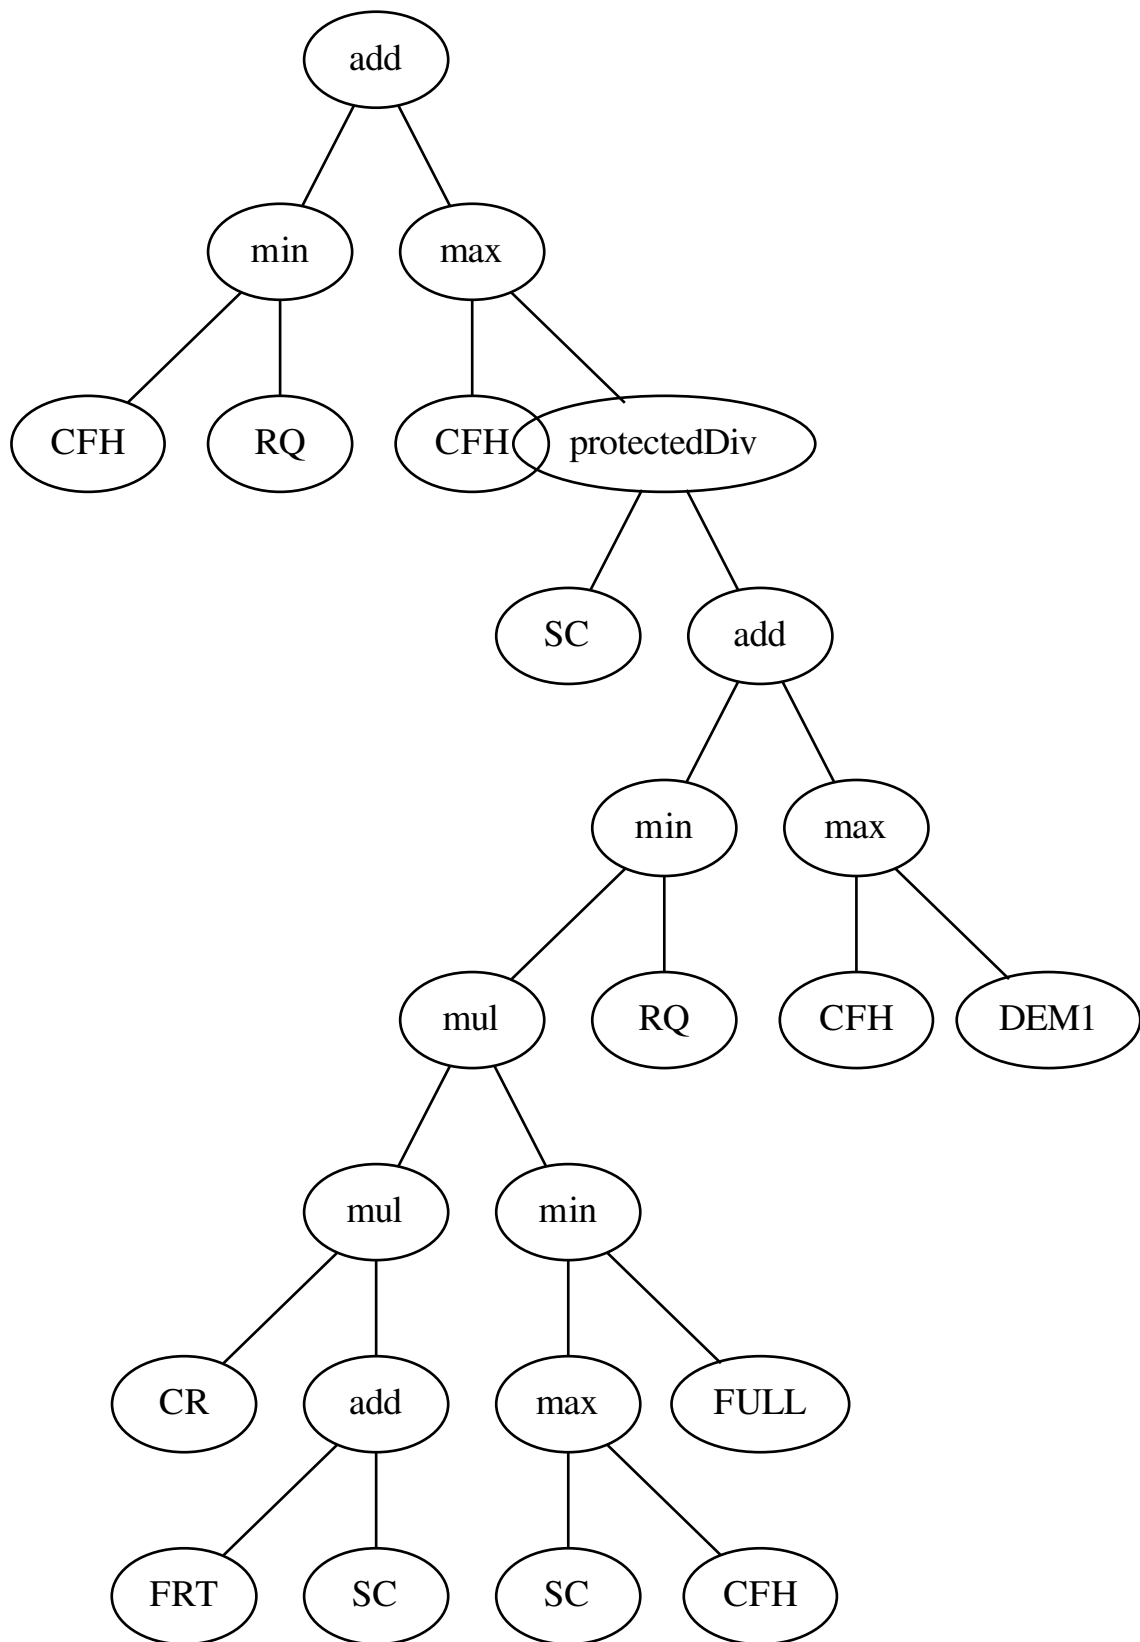 add
min max
CFH RQ CFH protectedDiv
SC add
min max
mul RQ CFH DEM1
mul min
CR add max FULL
FRT SC SC CFH